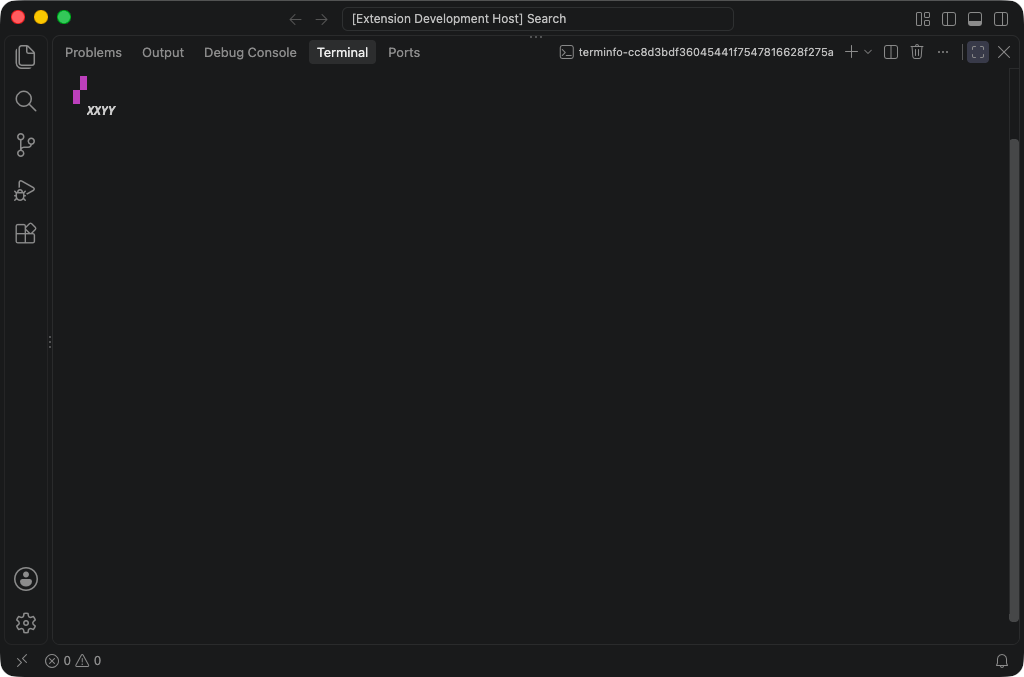 [Extension Development Host] Search
Problems Output Debug Console Terminal Ports
terminfo-cc8d3bdf36045441f7547816628f275a
XXYY
0 0